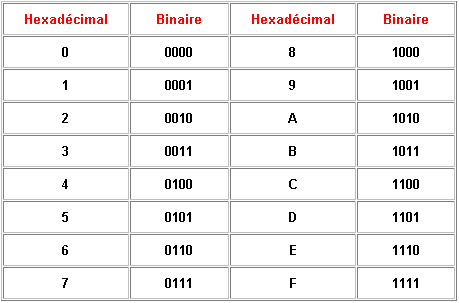 Hexadécimal Binaire Hexadécimal Binaire
0 0000 8 1000
1 0001 9 1001
2 0010 A 1010
3 0011 B 1011
4 0100 C 1100
5 0101 D 1101
6 0110 E 1110
7 0111 F 1111